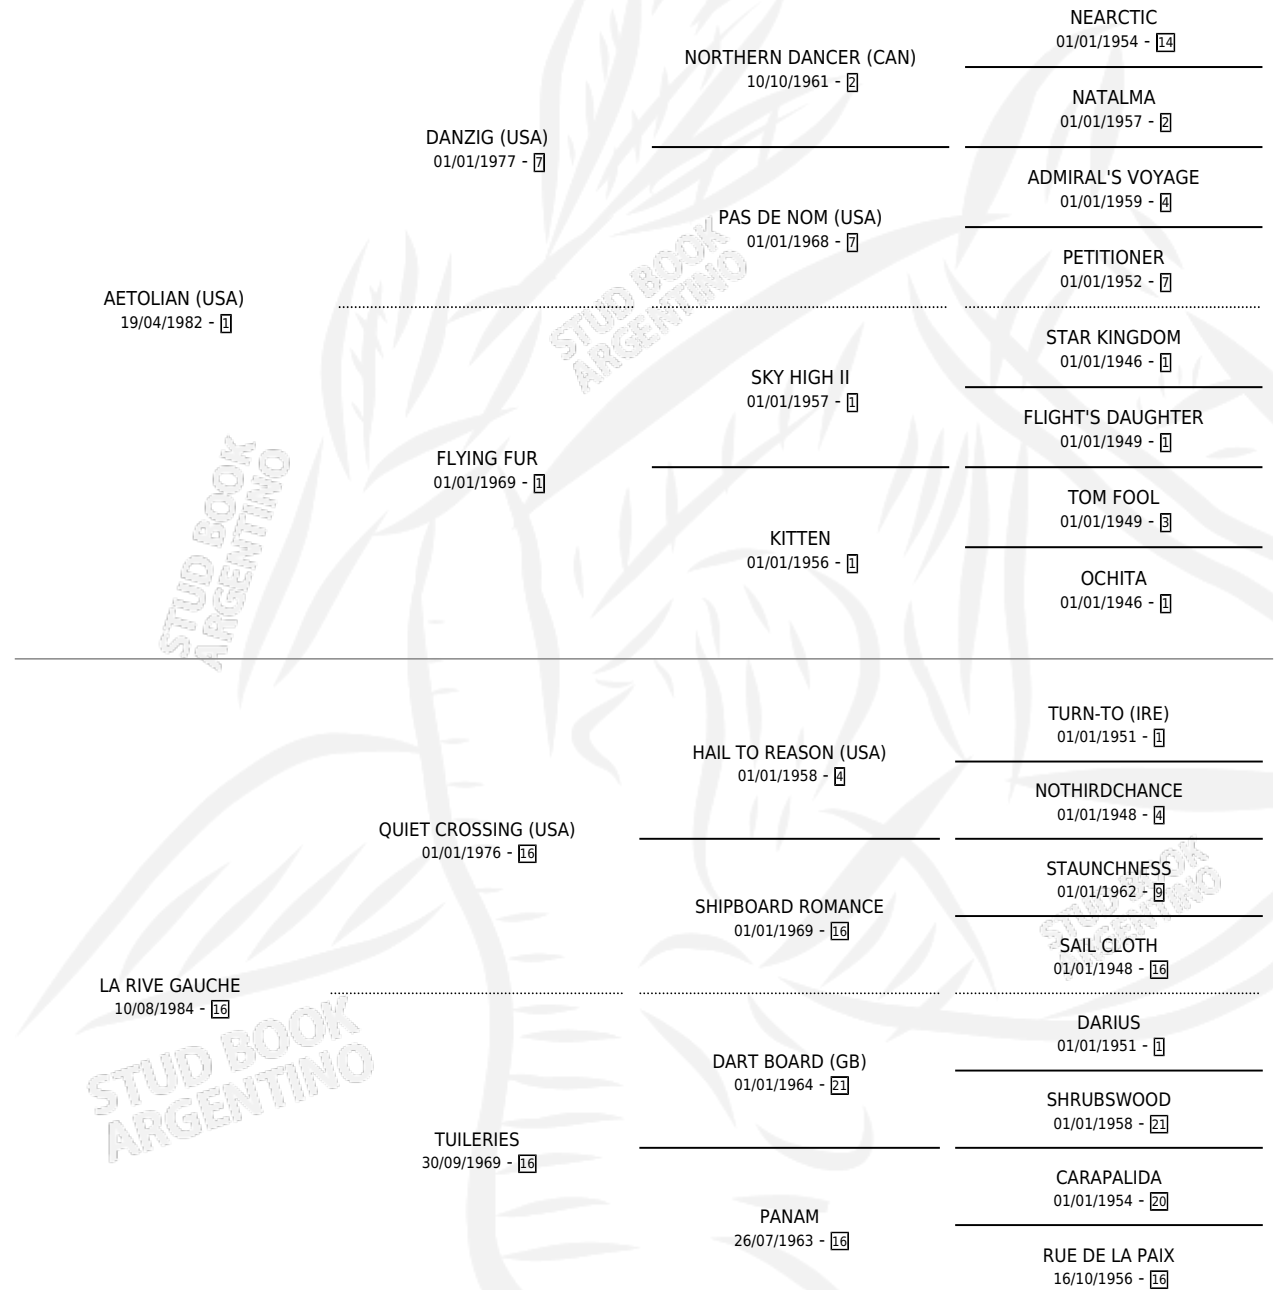 NEARCTIC
01/01/1954 - 14
NORTHERN DANCER (CAN)
10/10/1961 - 2
NATALMA
01/01/1957 - 2
DANZIG (USA)
01/01/1977 - 7
ADMIRAL'S VOYAGE
01/01/1959 - 4
PAS DE NOM (USA)
01/01/1968 - 7
PETITIONER
01/01/1952 - 7
AETOLIAN (USA)
19/04/1982 - 1
STUD BOOK
ARGENTINO
STAR KINGDOM
01/01/1946 - 1
SKY HIGH II
01/01/1957 - 1
FLIGHT'S DAUGHTER
01/01/1949 - 1
FLYING FUR
01/01/1969 - 1
TOM FOOL
01/01/1949 - 3
KITTEN
01/01/1956 - 1
OCHITA
01/01/1946 - 1
STUD BOOK
ARGENTINO
TURN-TO (IRE)
01/01/1951 - 1
HAIL TO REASON (USA)
01/01/1958 - 4
NOTHIRDCHANCE
01/01/1948 - 4
QUIET CROSSING (USA)
01/01/1976 - 16
STAUNCHNESS
01/01/1962 - 9
SHIPBOARD ROMANCE
01/01/1969 - 16
STUD BOOK
ARGENTINO
SAIL CLOTH
01/01/1948 - 16
LA RIVE GAUCHE
10/08/1984 - 16
DARIUS
01/01/1951 - 1
DART BOARD (GB)
01/01/1964 - 21
STUD BOOK
ARGENTINO
SHRUBSWOOD
01/01/1958 - 21
TUILERIES
30/09/1969 - 16
CARAPALIDA
01/01/1954 - 20
PANAM
26/07/1963 - 16
RUE DE LA PAIX
16/10/1956 - 16